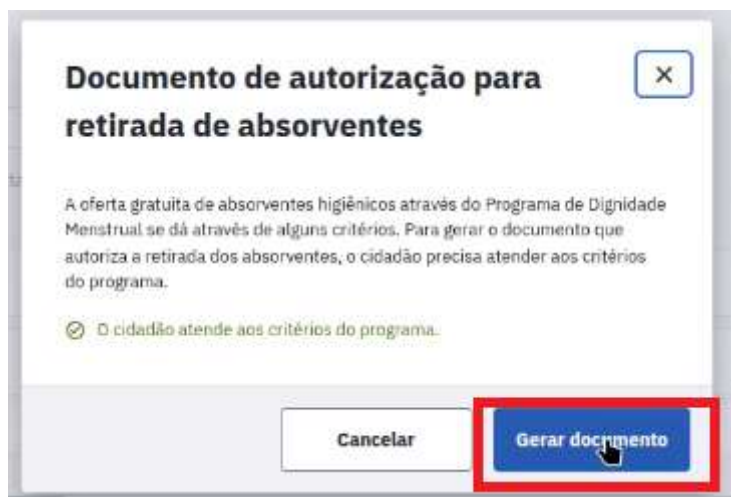 Documento de autorização para
retirada de absorventes
A oferta gratuita de absorventes higiênicos através do Programa de Dignidade
Menstrual se dá através de alguns critérios. Para gerar o documento que
autoriza a retirada dos absorventes, o cidadão precisa atender aos critérios
do programa.
O cidadão atende aos critérios do programa.
Cancelar
Gerar documento